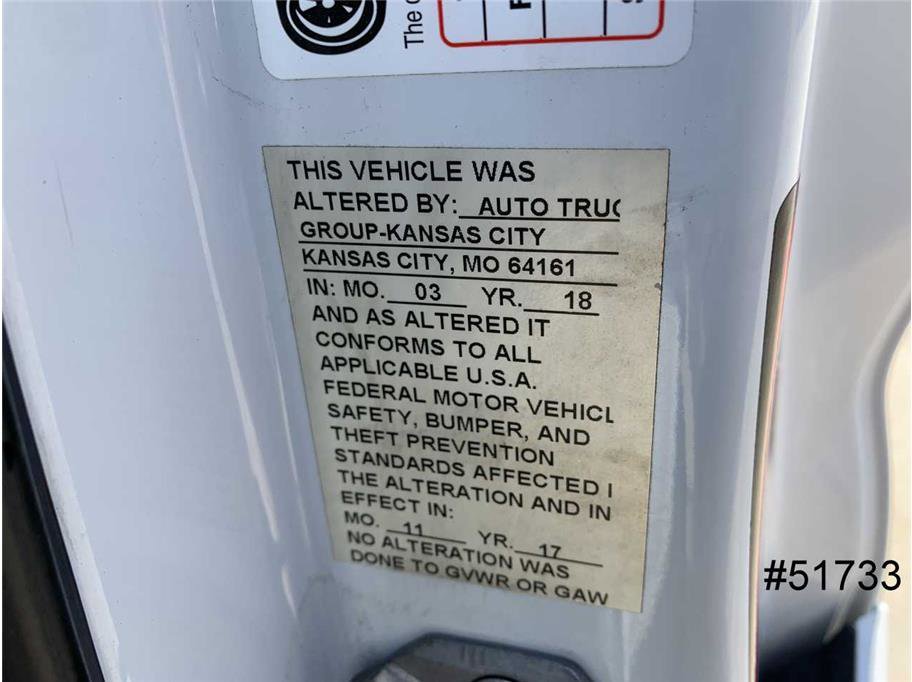 The
THIS VEHICLE WAS
ALTERED BY: AUTO TRUC
GROUP-KANSAS CITY
KANSAS CITY, MO 64161
IN: MO. 03 YR. 18
AND AS ALTERED IT
CONFORMS TO ALL
APPLICABLE U.S.A.
FEDERAL MOTOR VEHICL
SAFETY, BUMPER, AND
THEFT PREVENTION
STANDARDS AFFECTED
THE ALTERATION AND IN
EFFECT IN:
MO. 11 YR. 17
NO ALTERATION WAS
DONE TO GVWR OR GAW
#51733